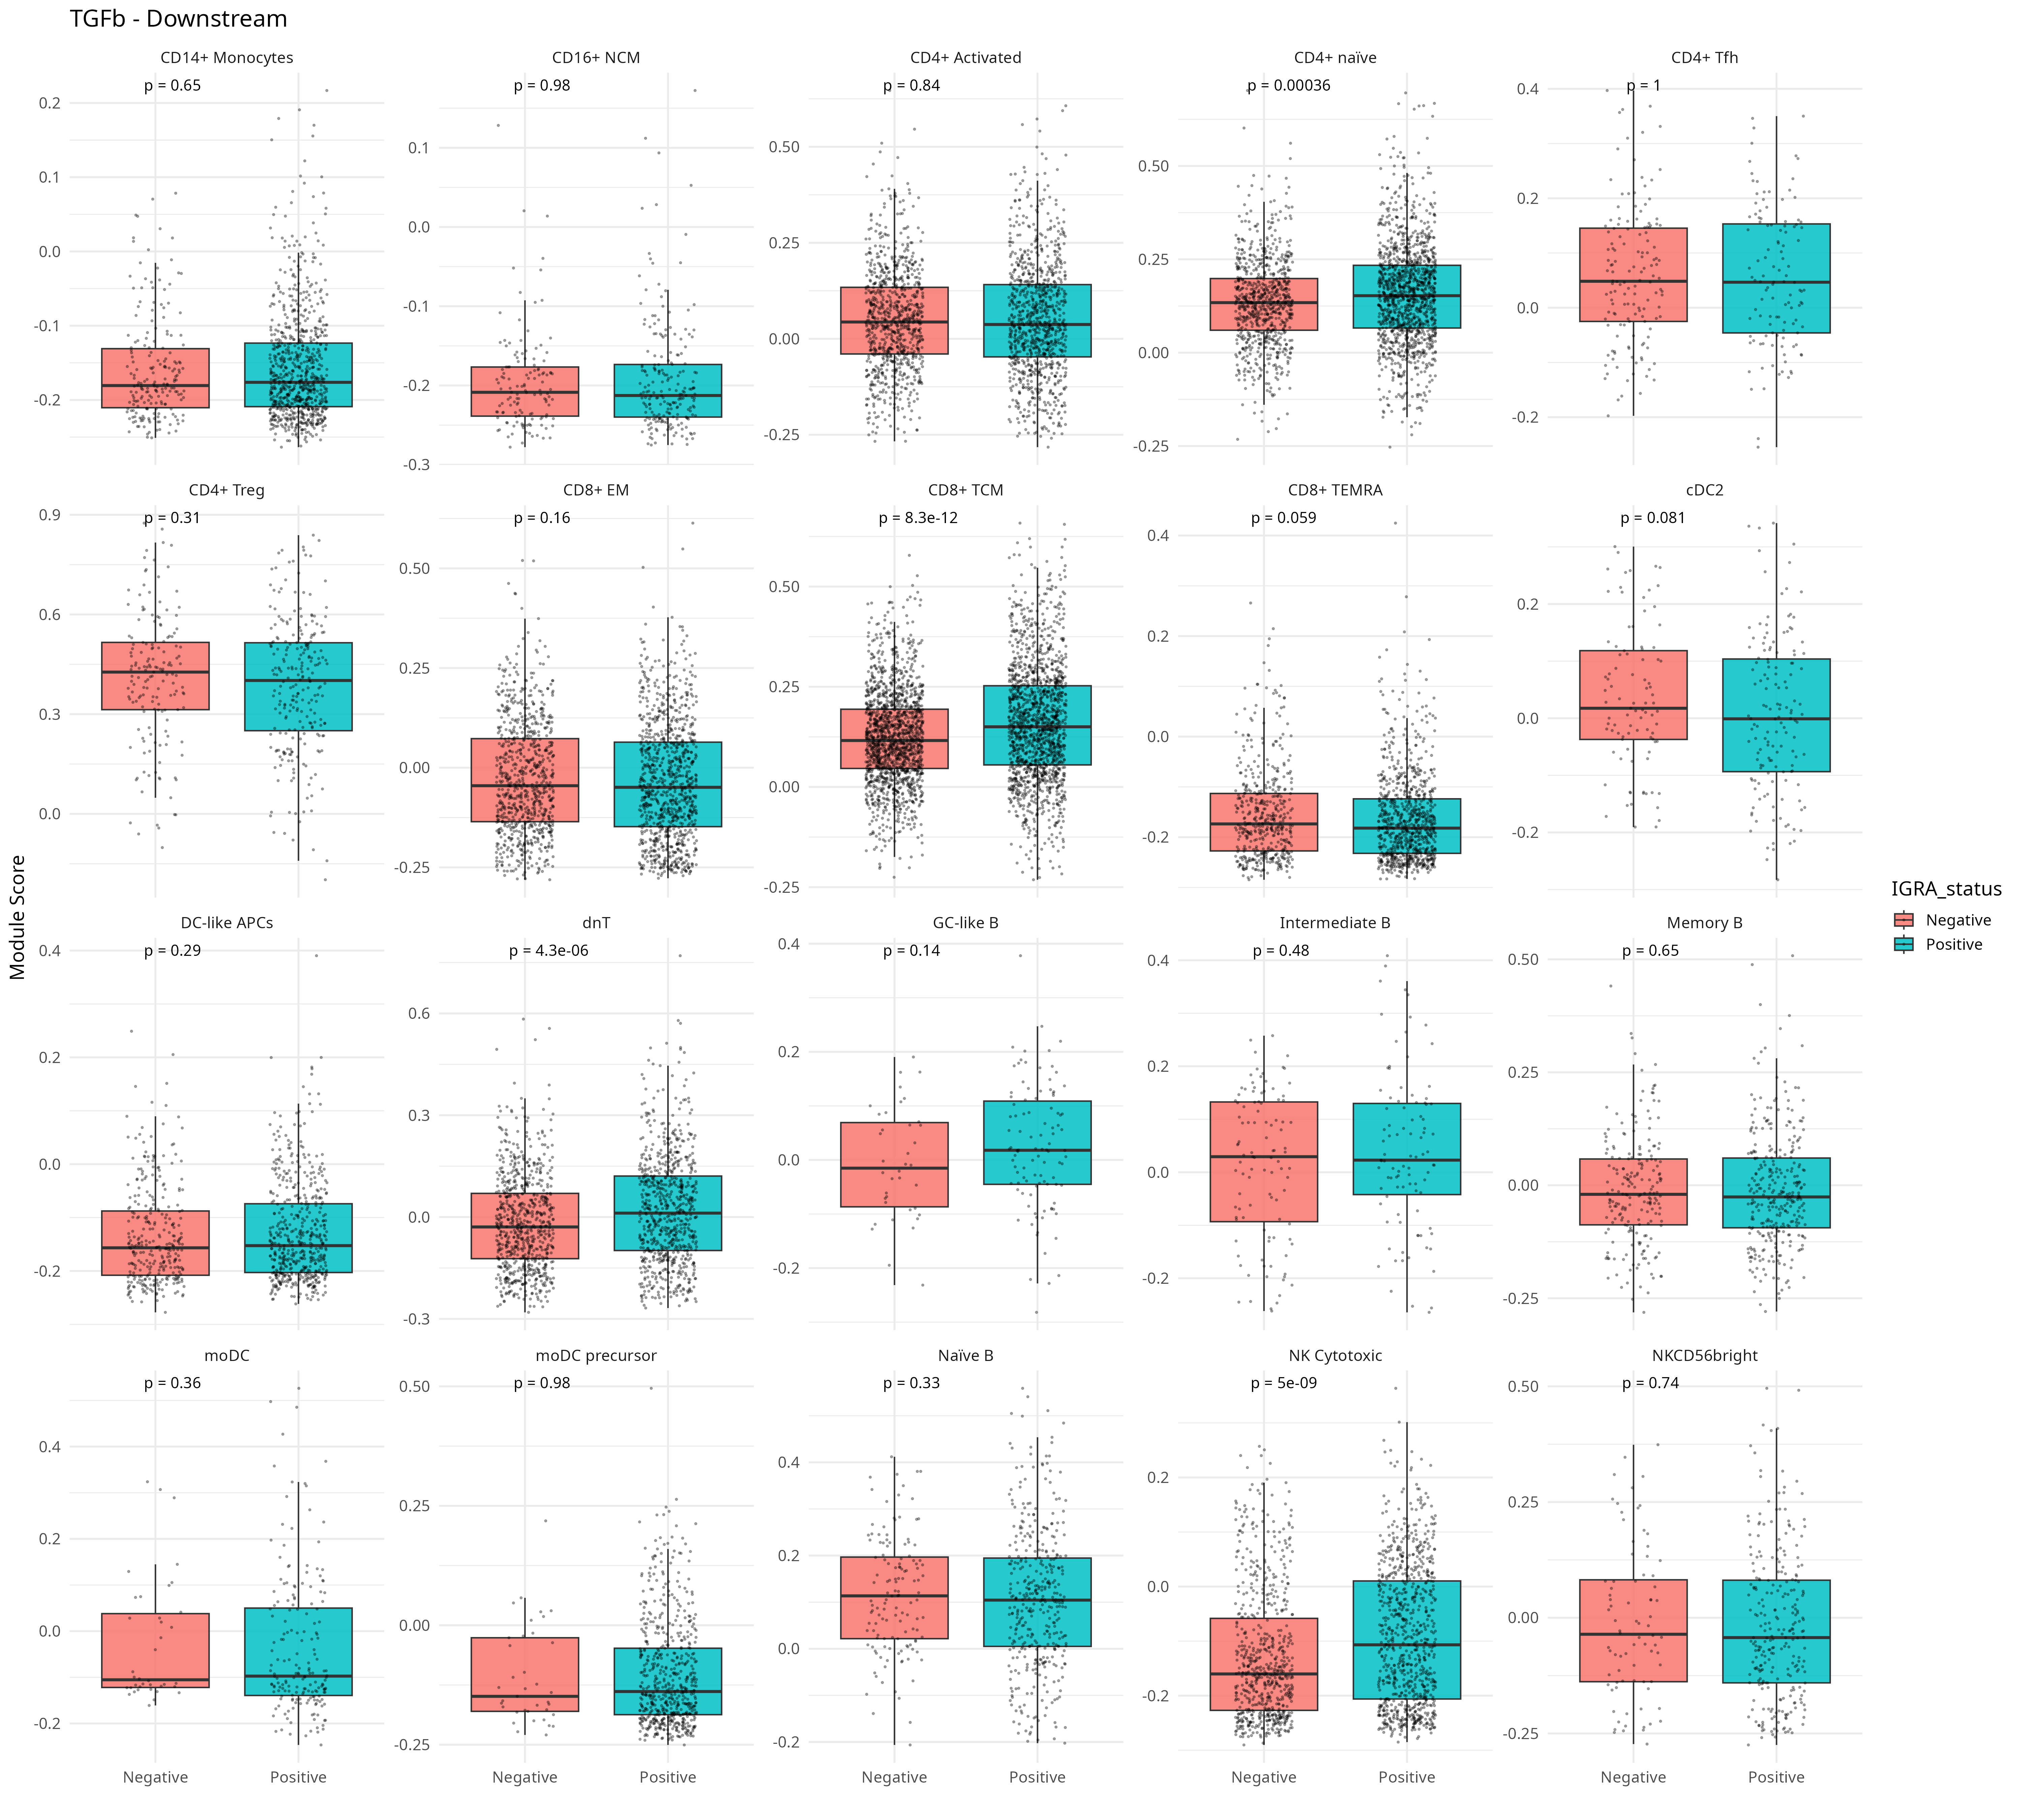 TGFb - Downstream
CD14+ Monocytes
CD16+ NCM
CD4+ Activated
CD4+ naïve
CD4+ Tfh
p = 0.65
p = 0.98
p = 0.84
p = 0.00036
p = 1
0.2
0.1
0.0
-0.1
-0.2
0.1
0.0
-0.1
-0.2
-0.3
0.50
0.25
0.00
-0.25
0.50
0.25
0.00
-0.25
0.4
0.2
0.0
-0.2
CD4+ Treg
CD8+ EM
CD8+ TCM
CD8+ TEMRA
cDC2
p = 0.31
p = 0.16
p = 8.3e-12
p = 0.059
p = 0.081
0.9
0.6
0.3
0.0
0.50
0.25
0.00
-0.25
0.50
0.25
0.00
-0.25
0.4
0.2
0.0
-0.2
0.2
0.0
-0.2
Module Score
DC-like APCs
dnT
GC-like B
Intermediate B
Memory B
p = 0.29
p = 4.3e-06
p = 0.14
p = 0.48
p = 0.65
0.4
0.2
0.0
-0.2
0.6
0.3
0.0
-0.3
0.4
0.2
0.0
-0.2
0.4
0.2
0.0
-0.2
0.50
0.25
0.00
-0.25
IGRA_status
Negative
Positive
moDC
moDC precursor
Naïve B
NK Cytotoxic
NKCD56bright
p = 0.36
p = 0.98
p = 0.33
p = 5e-09
p = 0.74
0.4
0.2
0.0
-0.2
0.50
0.25
0.00
-0.25
0.4
0.2
0.0
-0.2
0.2
0.0
-0.2
0.50
0.25
0.00
-0.25
Negative
Positive
Negative
Positive
Negative
Positive
Negative
Positive
Negative
Positive